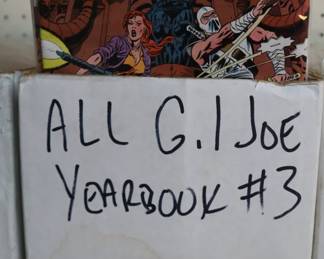 ALL G.I JOE
YEARBOOK #3